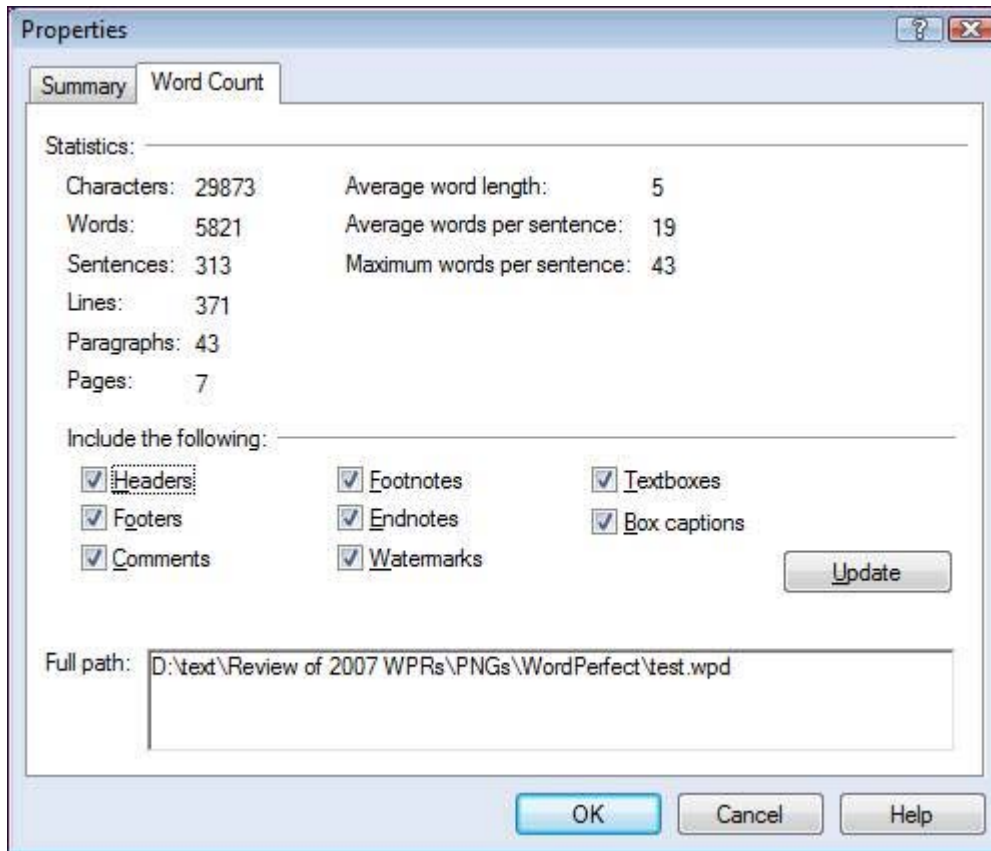 Properties
Summary Word Count
Statistics:
Characters: 29873 Average word length: 5
Words: 5821 Average words per sentence: 19
Sentences: 313 Maximum words per sentence: 43
Lines: 371
Paragraphs: 43
Pages: 7
Include the following:
Headers Footnotes Textboxes
Footers Endnotes Box captions
Comments Watermarks
Update
Full path: D:\text\Review of 2007 WPRs\PNGs\WordPerfect\test.wpd
OK Cancel Help